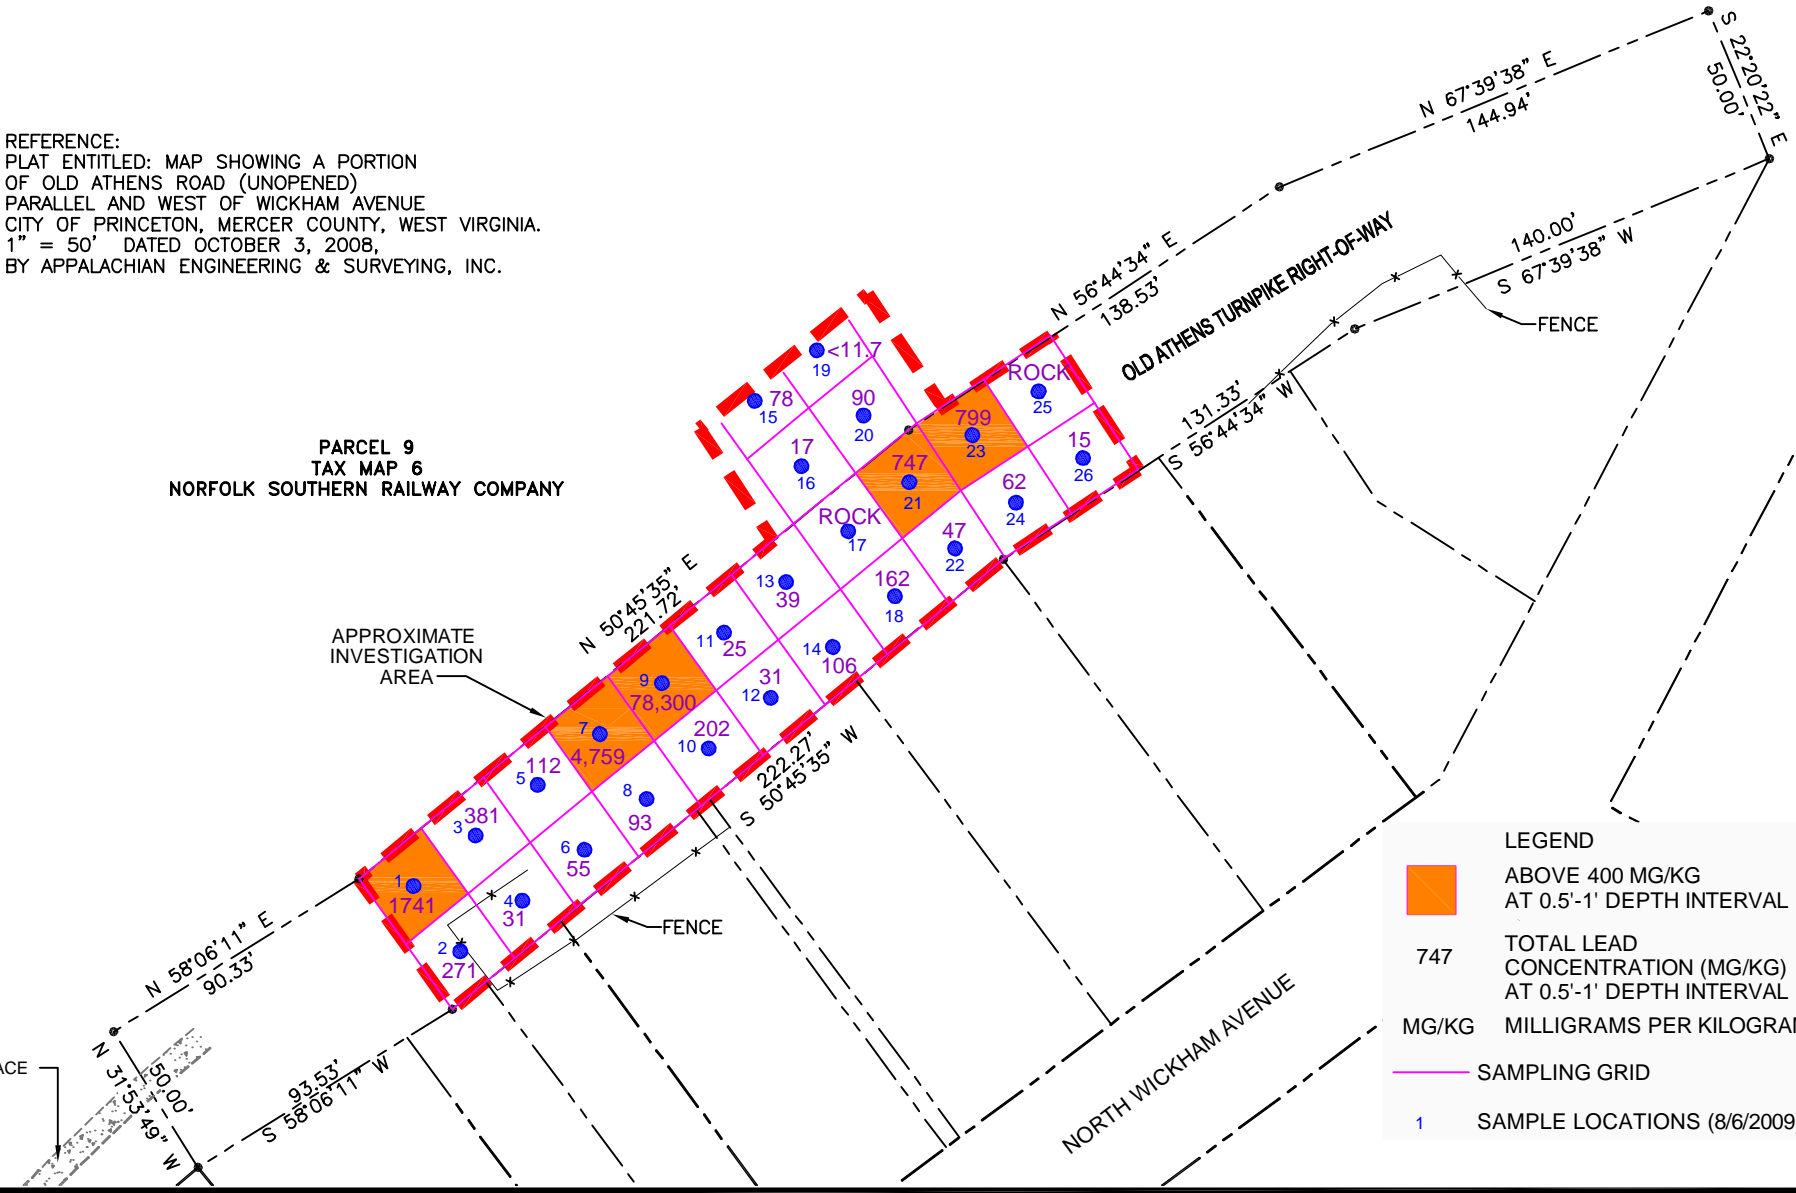 REFERENCE:
PLAT ENTITLED: MAP SHOWING A PORTION
OF OLD ATHENS ROAD (UNOPENED)
PARALLEL AND WEST OF WICKHAM AVENUE
CITY OF PRINCETON, MERCER COUNTY, WEST VIRGINIA.
1" = 50' DATED OCTOBER 3, 2008,
BY APPALACHIAN ENGINEERING & SURVEYING, INC.
N 67°39'38" E
144.94'
S 22°20'22" E
50.00'
N 56°44'34" E
138.53'
OLD ATHENS TURNPIKE RIGHT-OF-WAY
140.00'
S 67°39'38" W
FENCE
131.33'
S 56°44'34" W
PARCEL 9
TAX MAP 6
NORFOLK SOUTHERN RAILWAY COMPANY
<11.7
19
78
15
90
20
17
16
799
23
ROCK
25
747
21
15
26
62
24
ROCK
17
47
22
13
39
162
18
11
25
14
106
9
78,300
31
12
7
4,759
202
10
5
112
8
93
3
381
6
55
1
1741
4
31
2
271
N 50°45'35" E
221.72'
APPROXIMATE
INVESTIGATION
AREA
222.27'
S 50°45'35" W
FENCE
N 58°06'11" E
90.33'
N 31°53'49" W
50.00'
93.53'
S 58°06'11" W
ACE
NORTH WICKHAM AVENUE
LEGEND
ABOVE 400 MG/KG
AT 0.5'-1' DEPTH INTERVAL
747
TOTAL LEAD
CONCENTRATION (MG/KG)
AT 0.5'-1' DEPTH INTERVAL
MG/KG MILLIGRAMS PER KILOGRAM
SAMPLING GRID
1 SAMPLE LOCATIONS (8/6/2009